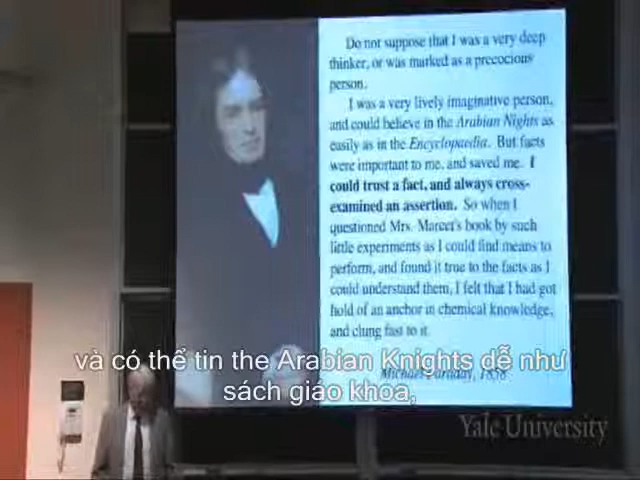 Do not suppose that I was a very deep
thinker, or was marked as a precocious
person.
I was a very lively imaginative person,
and could believe in the Arabian Nights as
easily as in the Encyclopaedia. But facts
were important to me, and saved me. I
could trust a fact, and always cross-
examined an assertion. So when I
questioned Mrs. Marcet's book by such
little experiments as I could find means to
perform, and found it true to the facts as I
could understand them, I felt that I had got
hold of an anchor in chemical knowledge,
and clung fast to it.
và có thể tin the Arabian Knights dễ như
Michael Faraday, 1858
sách giáo khoa,
Yale University